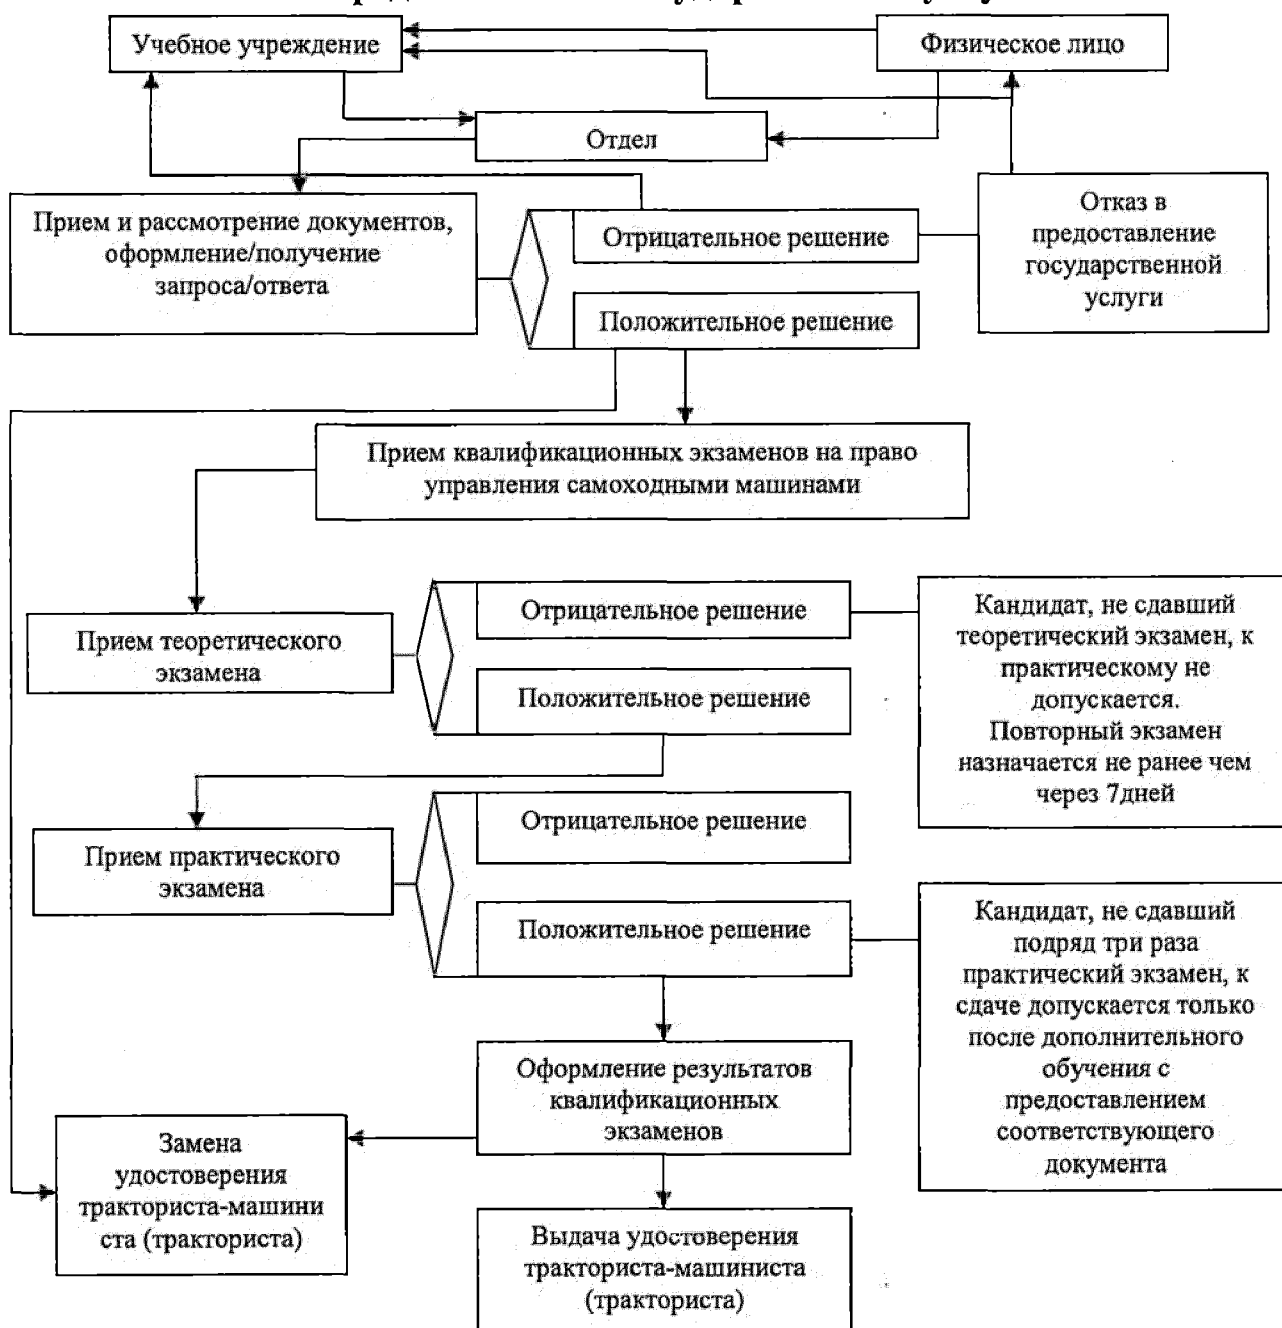 Учебное учреждение
Физическое лицо
Отдел
Прием и рассмотрение документов,
оформление/получение
запроса/ответа
Отрицательное решение
Положительное решение
Отказ в
предоставление
государственной
услуги
Прием квалификационных экзаменов на право
управления самоходными машинами
Прием теоретического
экзамена
Отрицательное решение
Положительное решение
Кандидат, не сдавший
теоретический экзамен, к
практическому не
допускается.
Повторный экзамен
назначается не ранее чем
через 7дней
Прием практического
экзамена
Отрицательное решение
Положительное решение
Кандидат, не сдавший
подряд три раза
практический экзамен, к
сдаче допускается только
после дополнительного
обучения с
предоставлением
соответствующего
документа
Оформление результатов
квалификационных
экзаменов
Замена
удостоверения
тракториста-машини
ста (тракториста)
Выдача удостоверения
тракториста-машиниста
(тракториста)